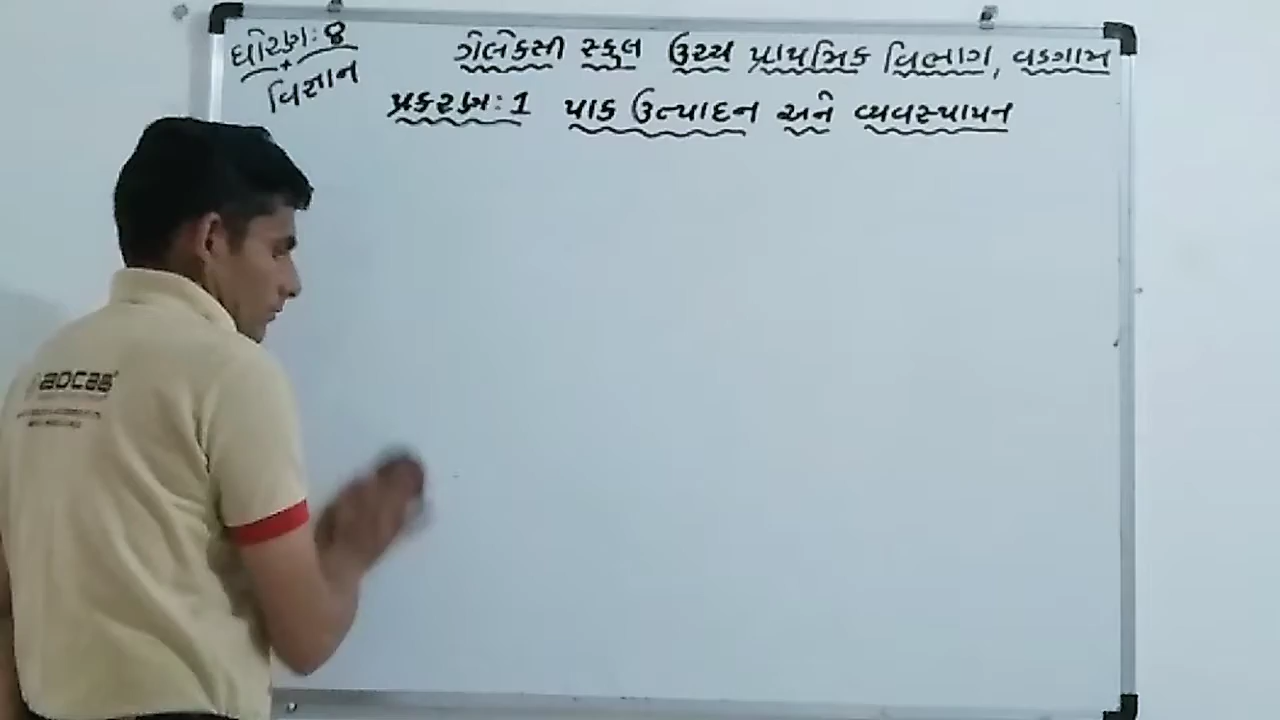 ધોરણ: 8
વિજ્ઞાન
ગેલેક્સી સ્કુલ ઉચ્ચ પ્રાથમિક વિભાગ, વડગામ
પ્રકરણ: 1 પાક ઉત્પાદન અને વ્યવસ્થાપન